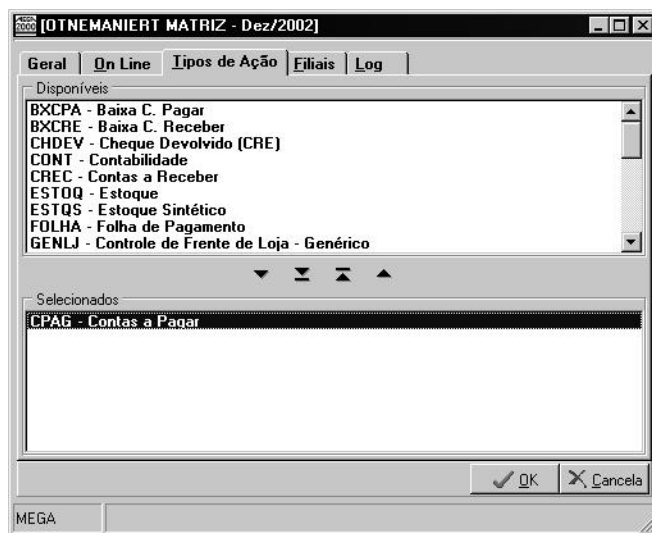 [OTNEMANIERT MATRIZ - Dez/2002]
Geral On Line Tipos de Ação Filiais Log
Disponíveis
BXCPA - Baixa C. Pagar
BXCRE - Baixa C. Receber
CHDEV - Cheque Devolvido (CRE)
CONT - Contabilidade
CREC - Contas a Receber
ESTOQ - Estoque
ESTQS - Estoque Sintético
FOLHA - Folha de Pagamento
GENLJ - Controle de Frente de Loja - Genérico
Selecionados
CPAG - Contas a Pagar
OK Cancela
MEGA